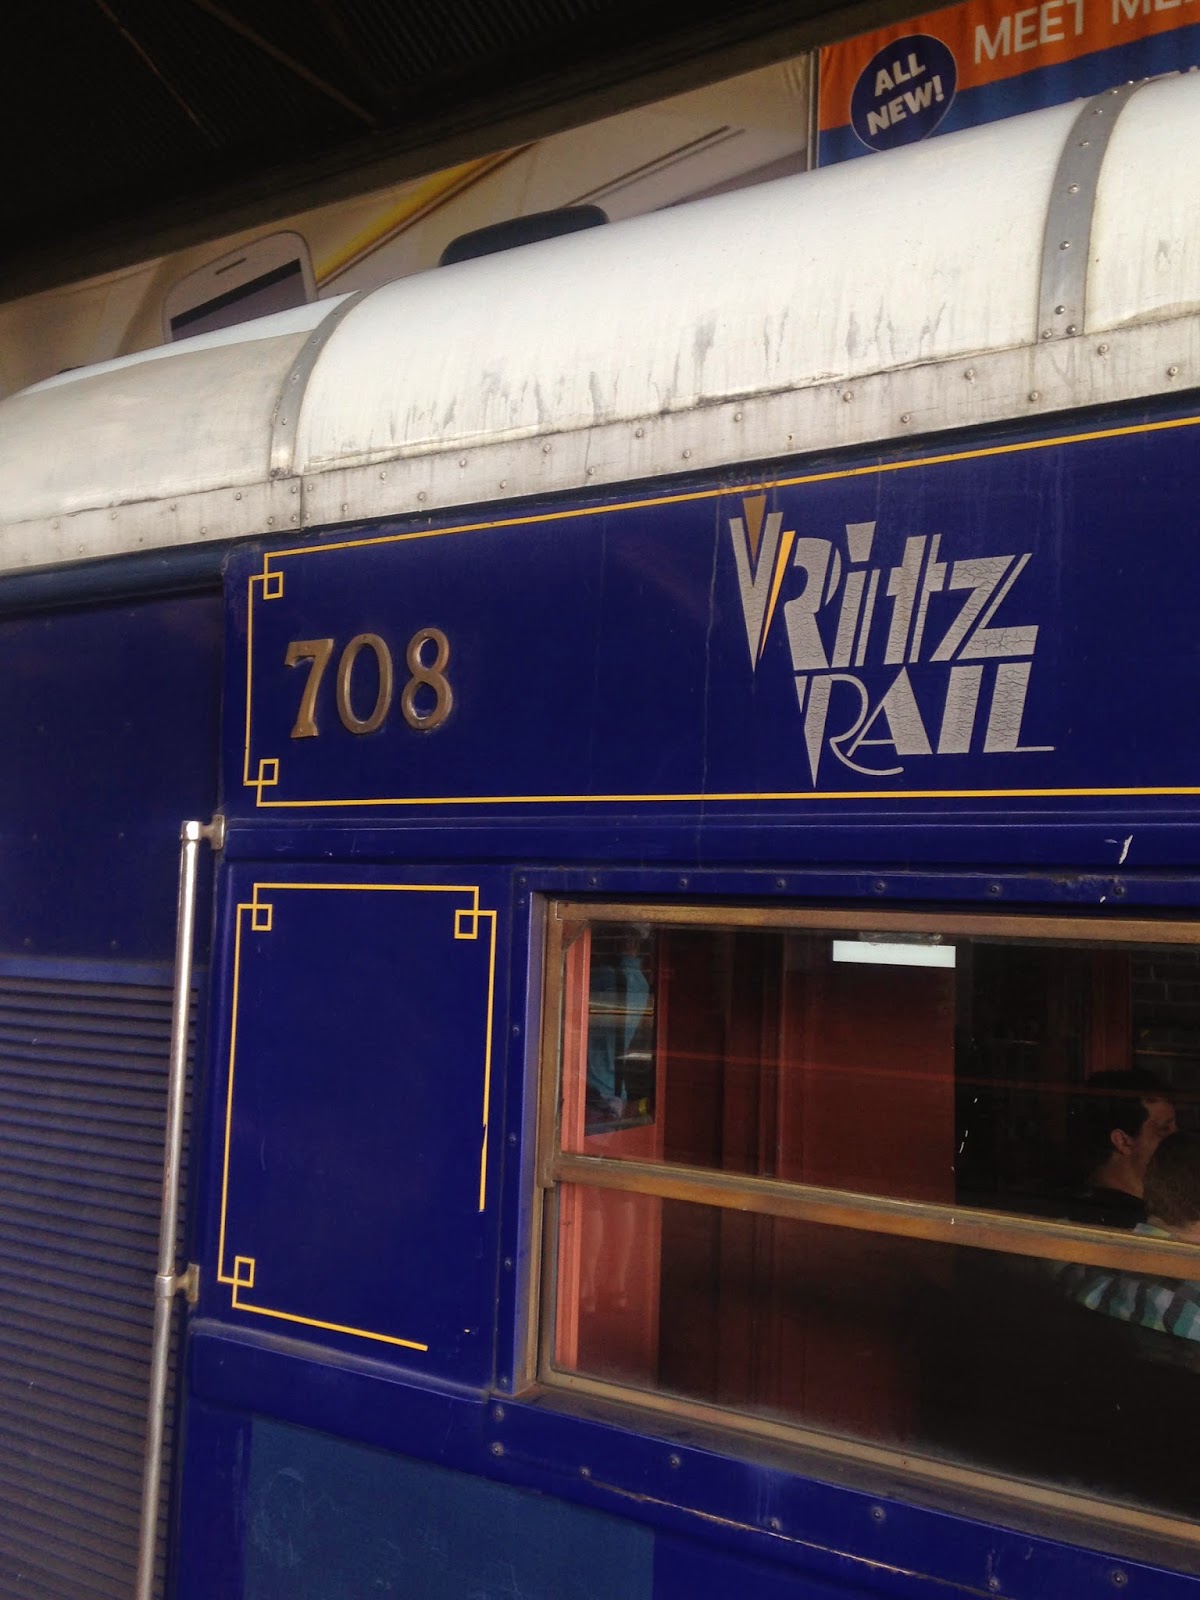 ALL
NEW!
MEET
708
Ritz
RAIL